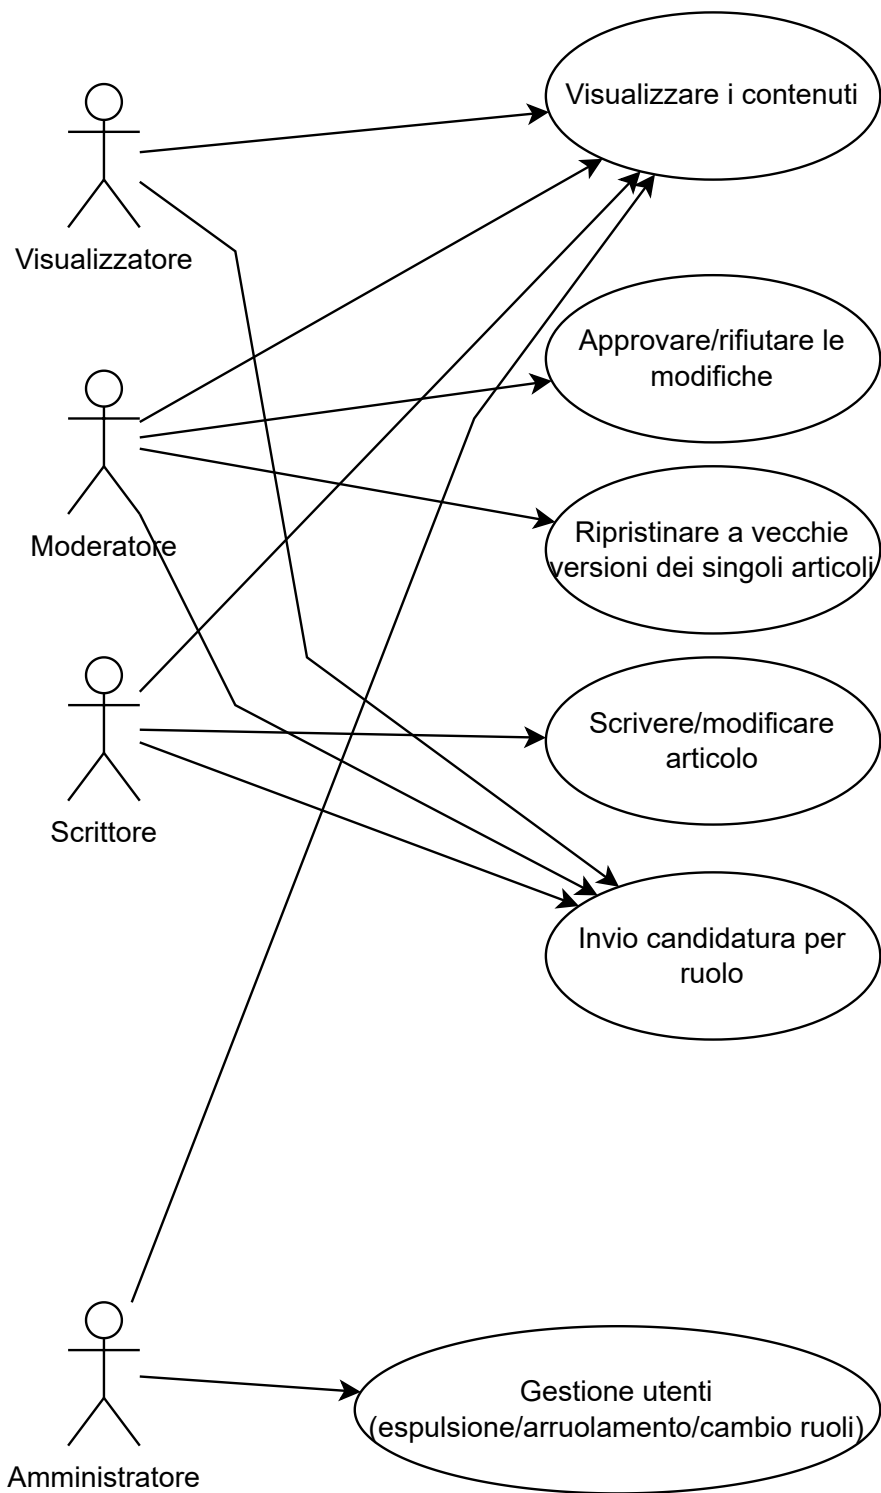 Visualizzare i contenuti
Visualizzatore
Approvare/rifiutare le
modifiche
Moderatore
Ripristinare a vecchie
versioni dei singoli articoli
Scrittore
Scrivere/modificare
articolo
Invio candidatura per
ruolo
Amministratore
Gestione utenti
(espulsione/arruolamento/cambio ruoli)